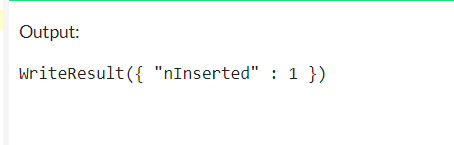 Output:
WriteResult({ "nInserted" : 1 })